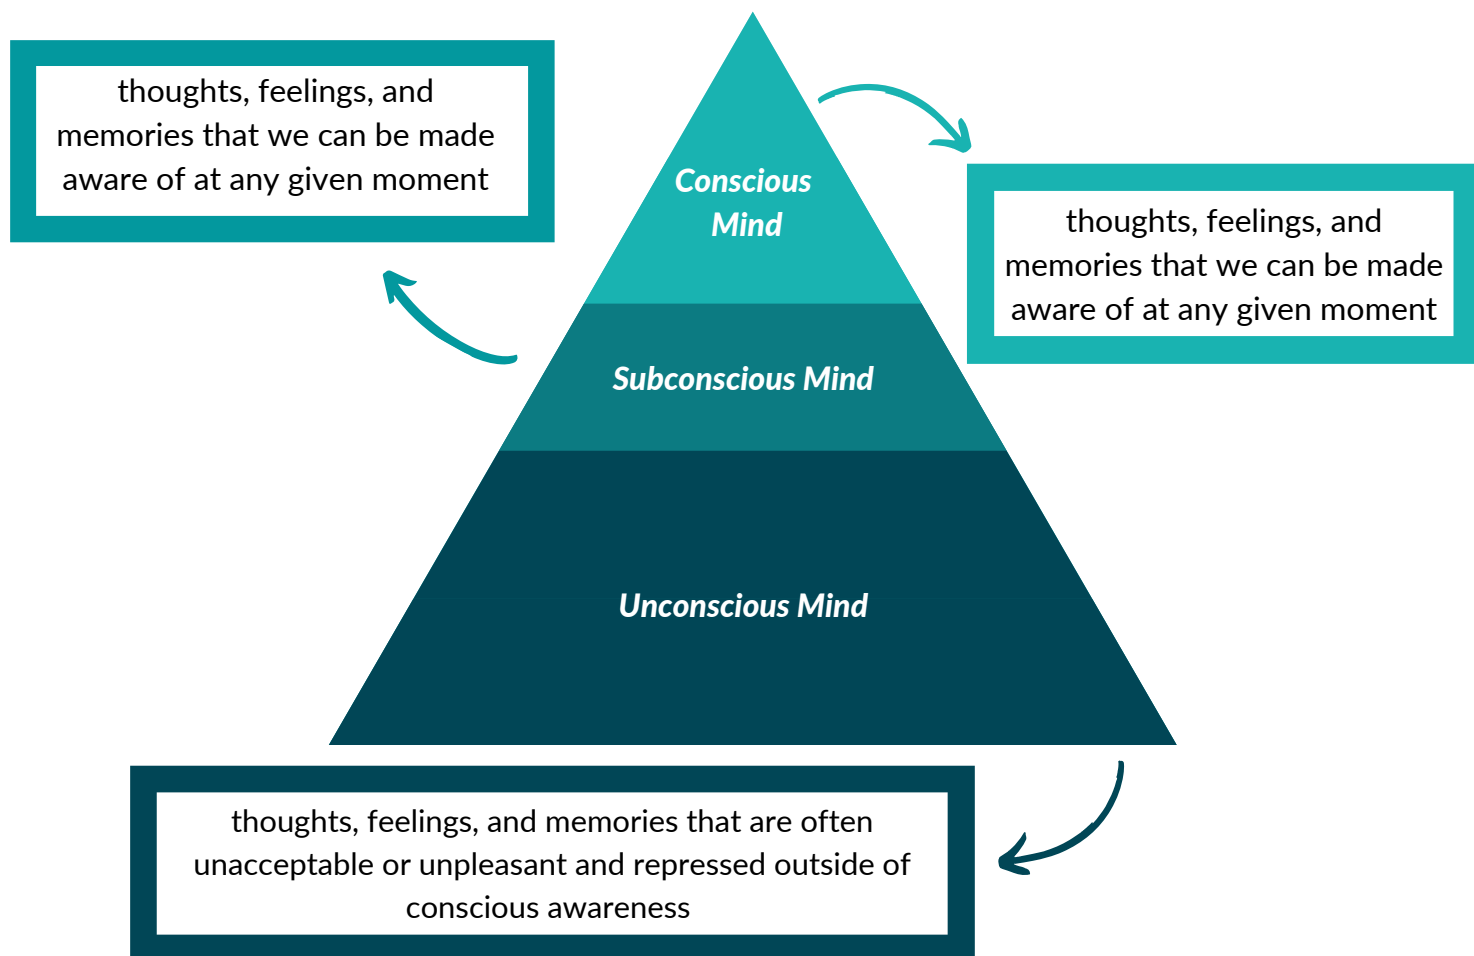 thoughts, feelings, and
memories that we can be made
aware of at any given moment
Conscious
Mind
thoughts, feelings, and
memories that we can be made
aware of at any given moment
Subconscious Mind
Unconscious Mind
thoughts, feelings, and memories that are often
unacceptable or unpleasant and repressed outside of
conscious awareness